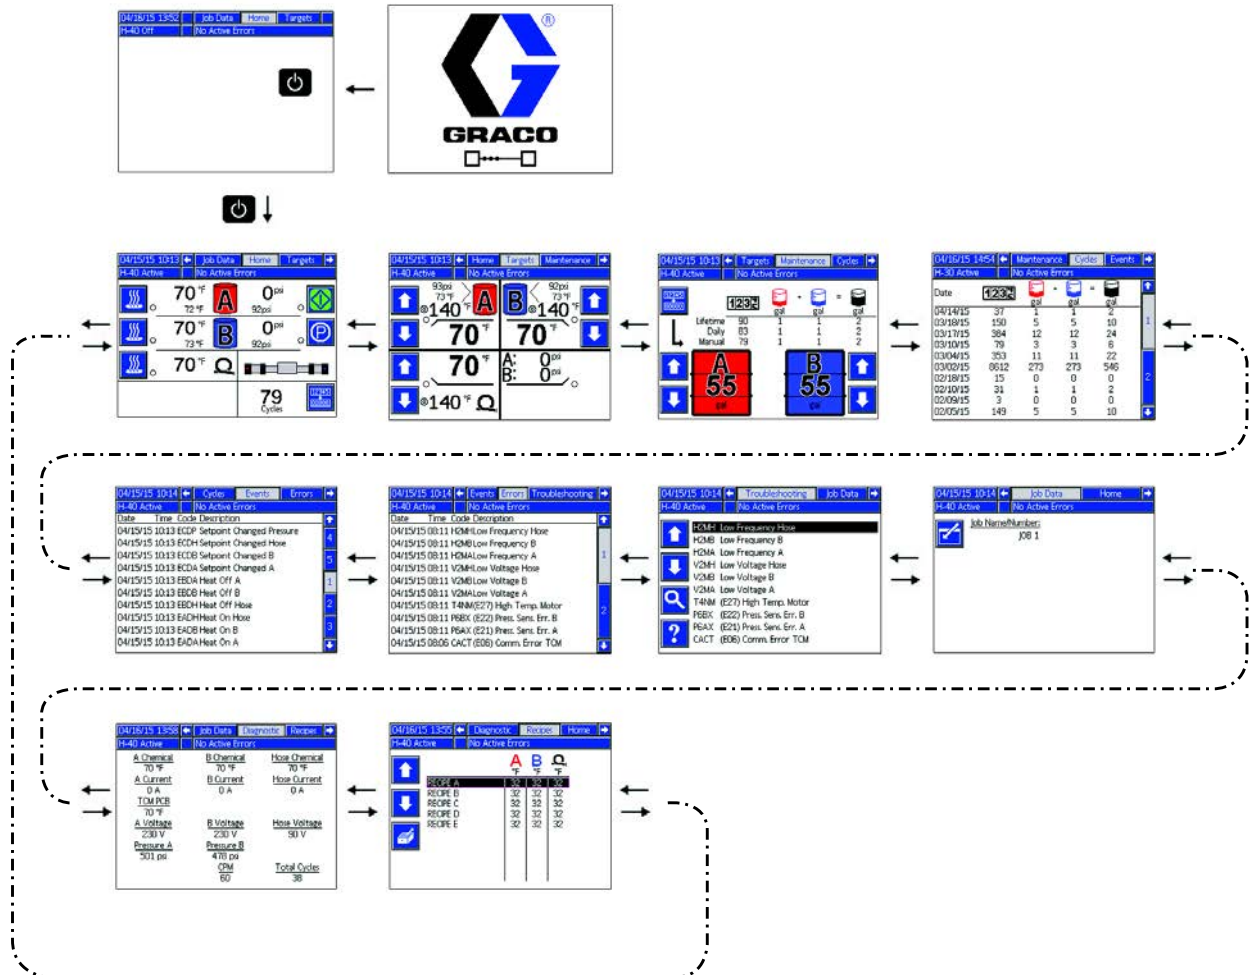 04/16/15 13:52 Job Data Home Targets
H-40 Off No Active Errors
®
GRACO
04/15/15 10:13 Job Data Home Targets
H-40 Active No Active Errors
70 °F A 0 psi
72 °F 92psi
70 °F B 0 psi P
73 °F 92psi
70 °F
79
Cycles
04/15/15 10:13 Home Targets Maintenance
H-40 Active No Active Errors
93psi 92psi
73 °F A B 73 °F
140 °F 140 °F
70 °F 70 °F
70 °F A: 0 psi
B: 0 psi
140 °F
04/15/15 10:13 Targets Maintenance Cycles
H-40 Active No Active Errors
gal gal gal
Lifetime 90 1 1 2
Daily 83 1 1 2
Manual 79 1 1 2
A B
55 55
gal gal
04/16/15 14:54 Maintenance Cycles Events
H-30 Active No Active Errors
Date gal gal gal
04/14/15 37 1 1 2
03/18/15 150 5 5 10
03/17/15 384 12 12 24
03/10/15 79 3 3 6
03/04/15 353 11 11 22
03/02/15 8612 273 273 546
02/18/15 15 0 0 0
02/10/15 31 1 1 2
02/09/15 3 0 0 0
02/05/15 149 5 5 10
1
2
04/15/15 10:14 Cycles Events Errors
H-40 Active No Active Errors
Date Time Code Description
04/15/15 10:13 ECDP Setpoint Changed Pressure
04/15/15 10:13 ECDH Setpoint Changed Hose
04/15/15 10:13 ECDB Setpoint Changed B
04/15/15 10:13 ECDA Setpoint Changed A
04/15/15 10:13 EBDA Heat Off A
04/15/15 10:13 EBDB Heat Off B
04/15/15 10:13 EBDH Heat Off Hose
04/15/15 10:13 EADH Heat On Hose
04/15/15 10:13 EADB Heat On B
04/15/15 10:13 EADA Heat On A
4
5
1
2
3
04/15/15 10:14 Events Errors Troubleshooting
H-40 Active No Active Errors
Date Time Code Description
04/15/15 08:11 H2MH Low Frequency Hose
04/15/15 08:11 H2MB Low Frequency B
04/15/15 08:11 H2MA Low Frequency A
04/15/15 08:11 V2MH Low Voltage Hose
04/15/15 08:11 V2MB Low Voltage B
04/15/15 08:11 V2MA Low Voltage A
04/15/15 08:11 T4NM (E27) High Temp. Motor
04/15/15 08:11 P6BX (E22) Press. Sens. Err. B
04/15/15 08:11 P6AX (E21) Press. Sens. Err. A
04/15/15 08:06 CACT (E06) Comm. Error TCM
1
2
04/15/15 10:14 Troubleshooting Job Data
H-40 Active No Active Errors
H2MH Low Frequency Hose
H2MB Low Frequency B
H2MA Low Frequency A
V2MH Low Voltage Hose
V2MB Low Voltage B
V2MA Low Voltage A
T4NM (E27) High Temp. Motor
P6BX (E22) Press. Sens. Err. B
P6AX (E21) Press. Sens. Err. A
CACT (E06) Comm. Error TCM
?
04/15/15 10:14 Job Data Home
H-40 Active No Active Errors
Job Name/Number:
JOB 1
04/16/15 13:58 Job Data Diagnostic Recipes
H-40 Active No Active Errors
A Chemical B Chemical Hose Chemical
70 °F 70 °F 70 °F
A Current B Current Hose Current
0 A 0 A 0 A
TCM PCB
70 °F
A Voltage B Voltage Hose Voltage
230 V 230 V 90 V
Pressure A Pressure B
501 psi 478 psi
CPM Total Cycles
60 38
04/16/15 13:55 Diagnostic Recipes Home
H-40 Active No Active Errors
A B
°F °F °F
RECIPE A 32 32 32
RECIPE B 32 32 32
RECIPE C 32 32 32
RECIPE D 32 32 32
RECIPE E 32 32 32